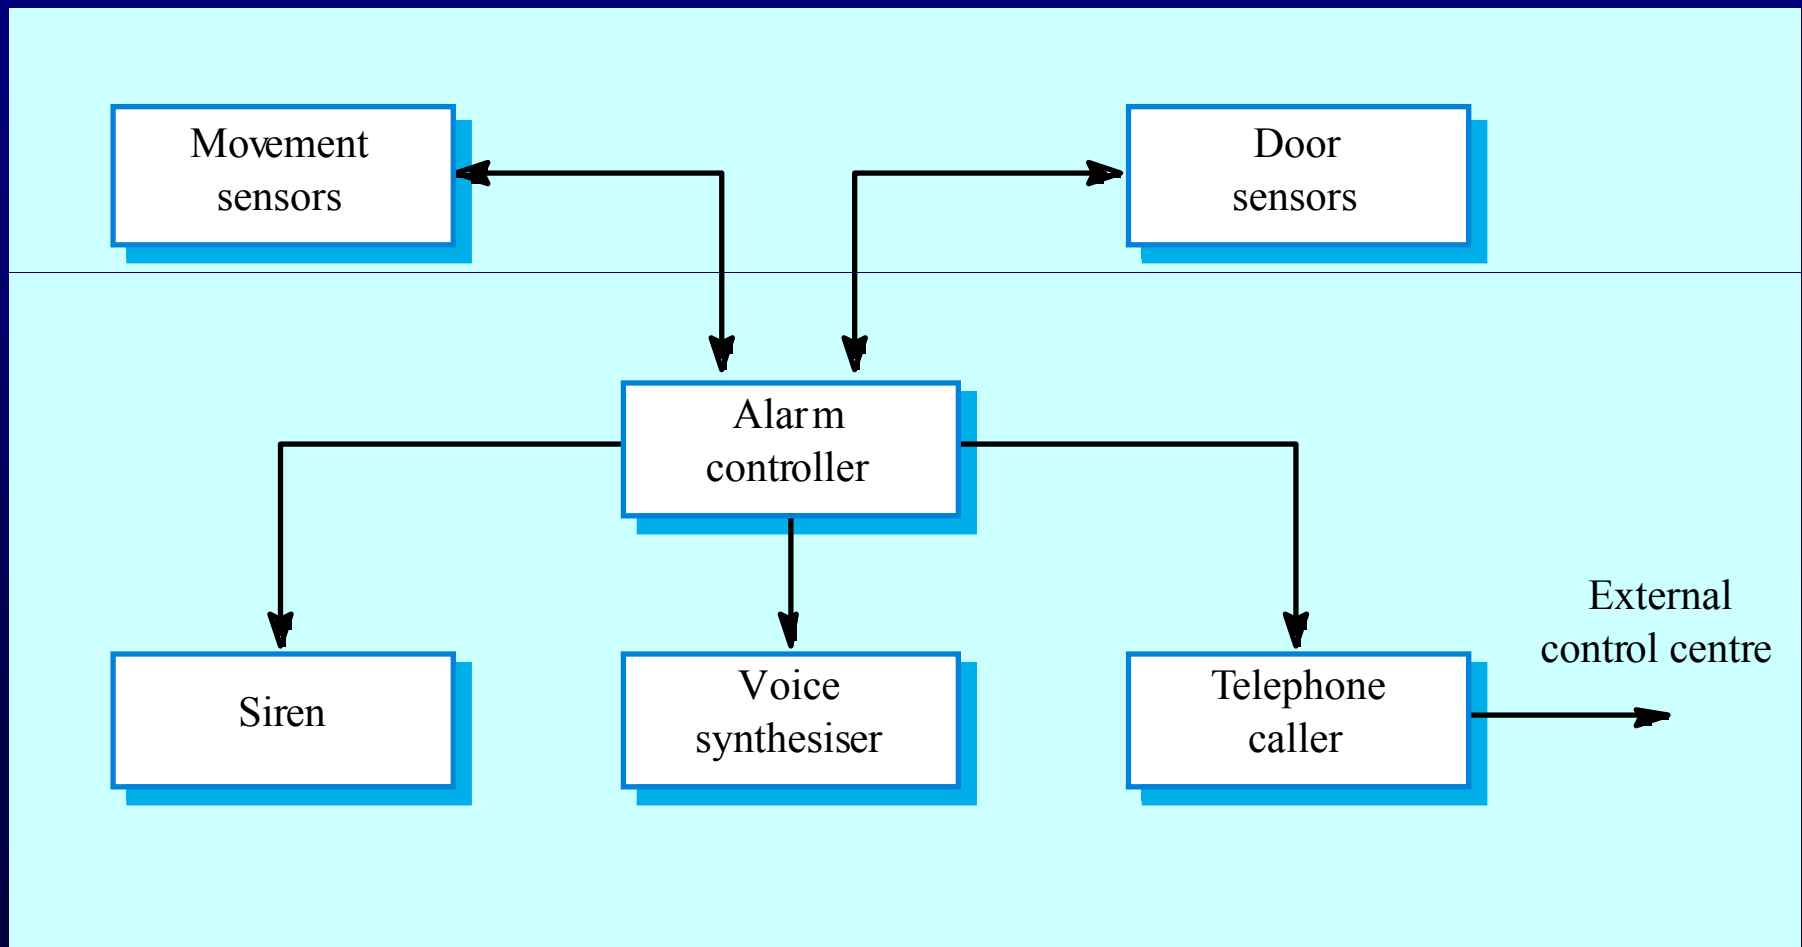 Movement
sensors
Door
sensors
Alarm
controller
External
control centre
Siren
Voice
synthesiser
Telephone
caller